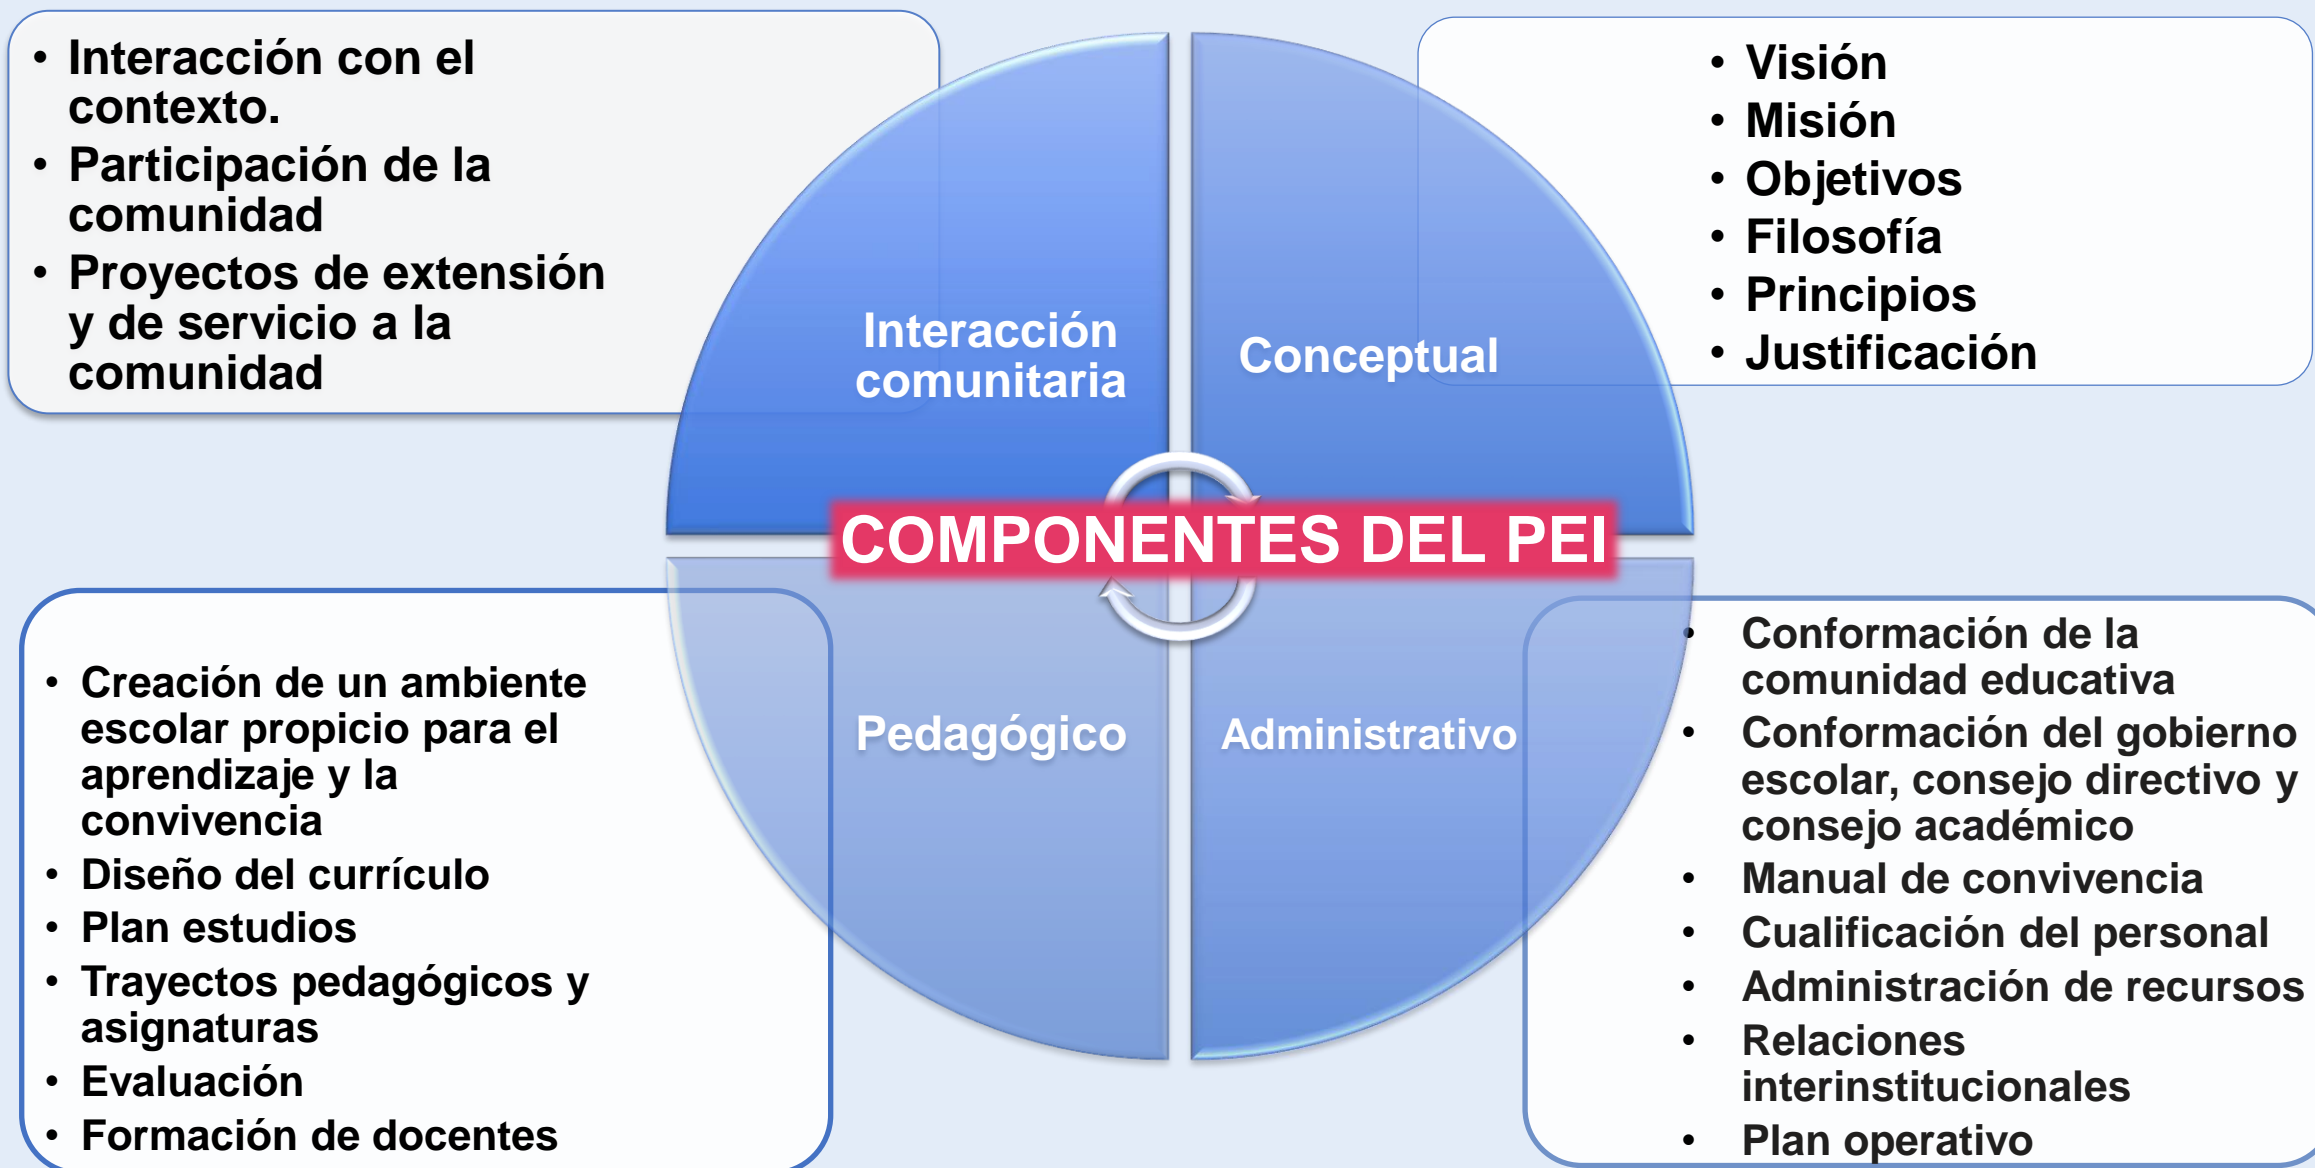 • Interacción con el
contexto.
• Participación de la
comunidad
• Proyectos de extensión
y de servicio a la
comunidad
Interacción
comunitaria
Conceptual
• Visión
• Misión
• Objetivos
• Filosofía
• Principios
• Justificación
COMPONENTES DEL PEI
• Creación de un ambiente
escolar propicio para el
aprendizaje y la
convivencia
• Diseño del currículo
• Plan estudios
• Trayectos pedagógicos y
asignaturas
• Evaluación
• Formación de docentes
Pedagógico
Administrativo
• Conformación de la
comunidad educativa
• Conformación del gobierno
escolar, consejo directivo y
consejo académico
• Manual de convivencia
• Cualificación del personal
• Administración de recursos
• Relaciones
interinstitucionales
• Plan operativo